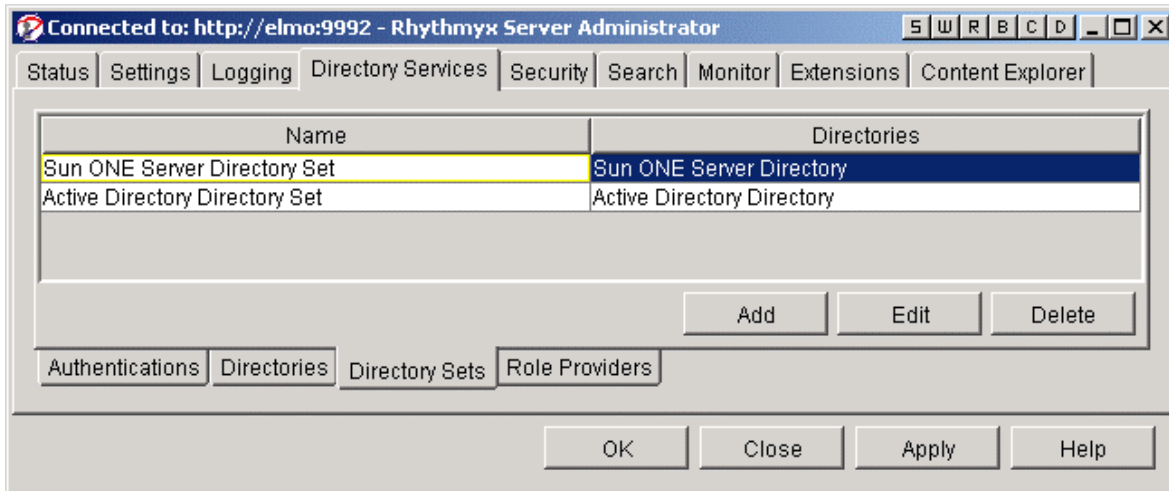 Connected to: http://elmo:9992 - Rhythmyx Server Administrator S W R B C D
Status Settings Logging Directory Services Security Search Monitor Extensions Content Explorer
Name Directories
Sun ONE Server Directory Set Sun ONE Server Directory
Active Directory Directory Set Active Directory Directory
Add Edit Delete
Authentications Directories Directory Sets Role Providers
OK Close Apply Help